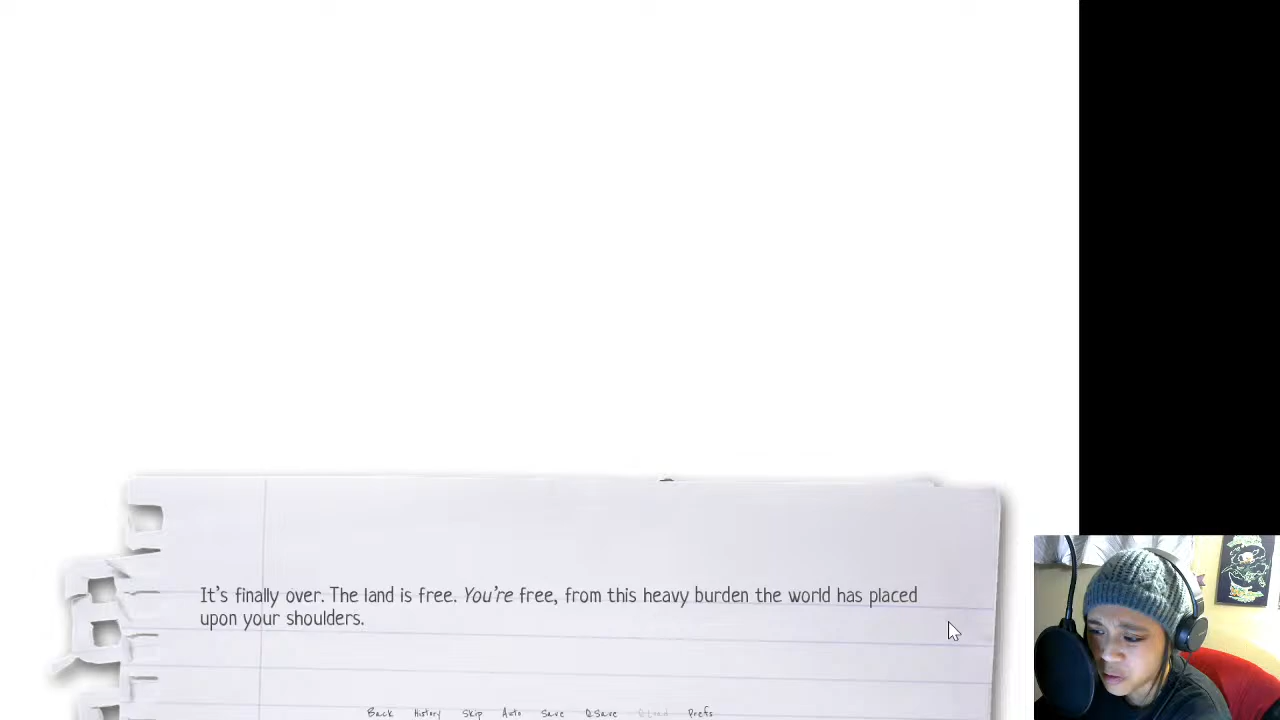 It's finally over. The land is free. You're free, from this heavy burden the world has placed
upon your shoulders.
Back History Skip Auto Save Q.Save Q.Load Prefs